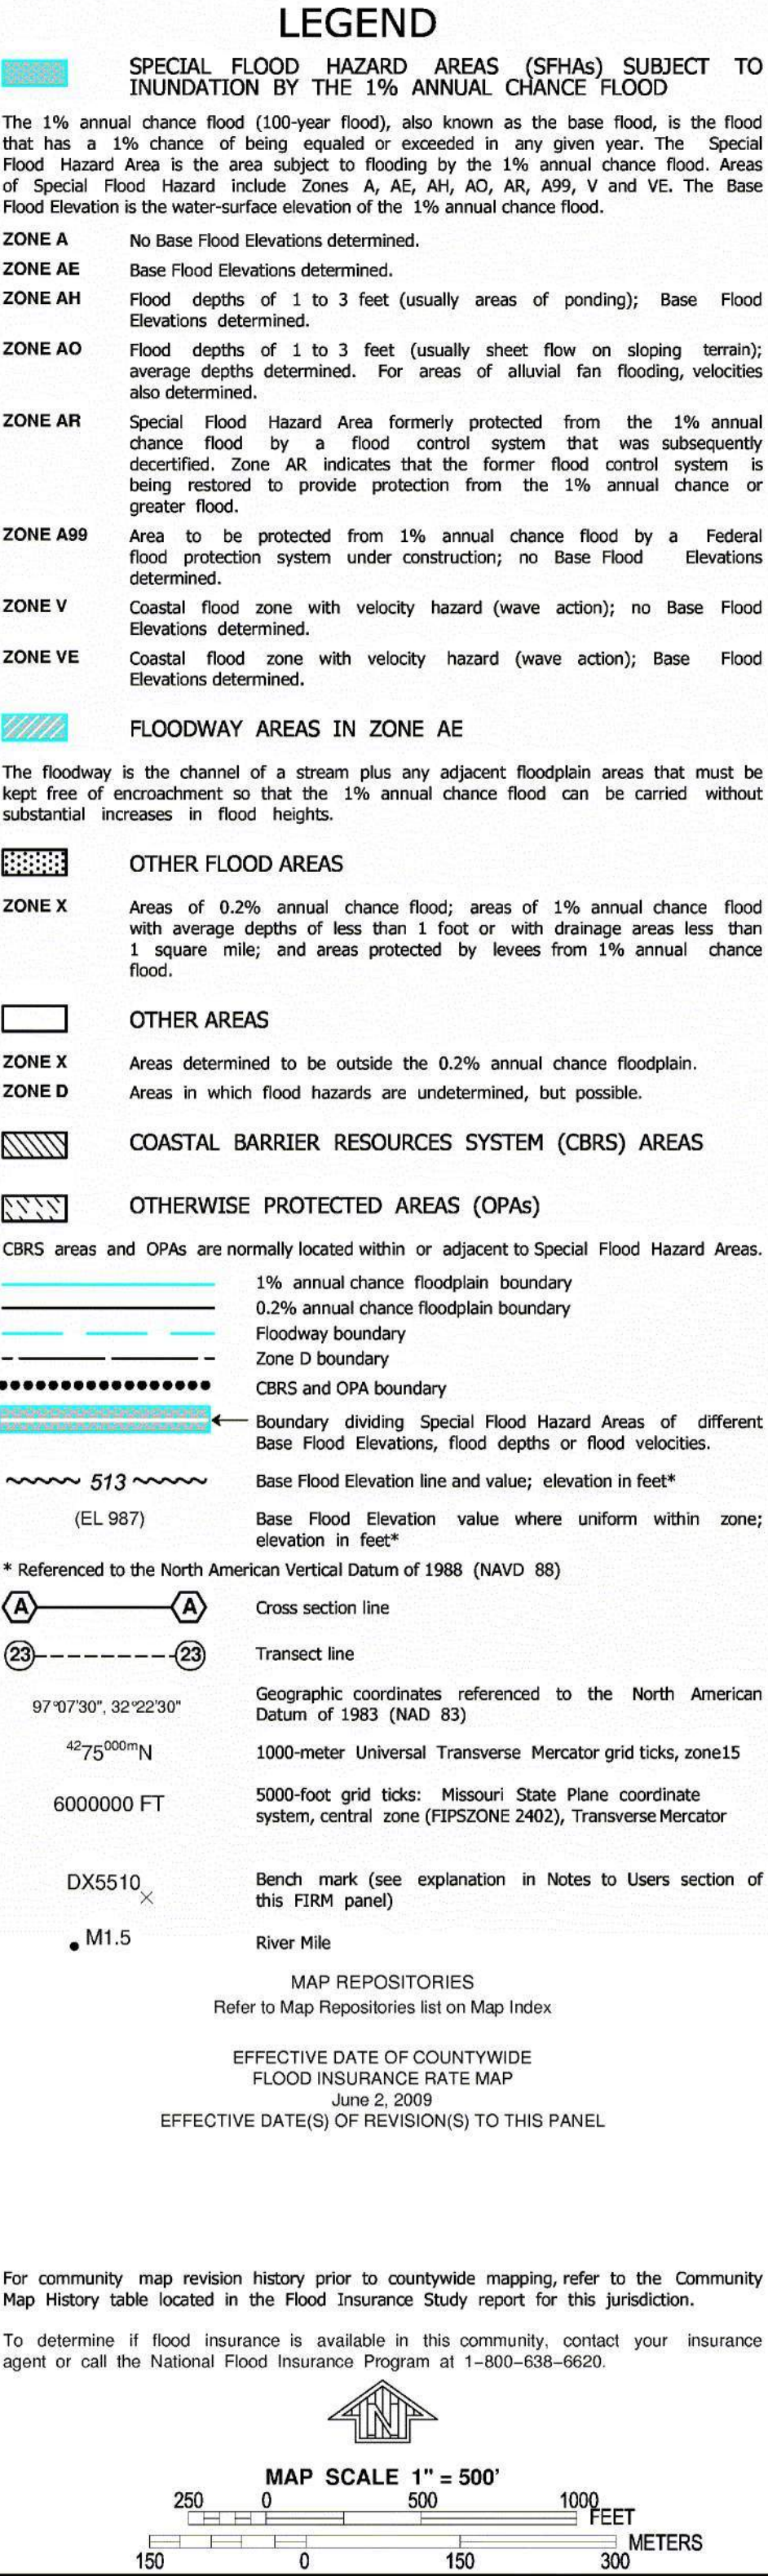 LEGEND
SPECIAL FLOOD HAZARD AREAS (SFHAs) SUBJECT TO
INUNDATION BY THE 1% ANNUAL CHANCE FLOOD
The 1% annual chance flood (100-year flood), also known as the base flood, is the flood
that has a 1% chance of being equaled or exceeded in any given year. The Special
Flood Hazard Area is the area subject to flooding by the 1% annual chance flood. Areas
of Special Flood Hazard include Zones A, AE, AH, AO, AR, A99, V and VE. The Base
Flood Elevation is the water-surface elevation of the 1% annual chance flood.
ZONE A No Base Flood Elevations determined.
ZONE AE Base Flood Elevations determined.
ZONE AH Flood depths of 1 to 3 feet (usually areas of ponding); Base Flood
Elevations determined.
ZONE AO Flood depths of 1 to 3 feet (usually sheet flow on sloping terrain);
average depths determined. For areas of alluvial fan flooding, velocities
also determined.
ZONE AR Special Flood Hazard Area formerly protected from the 1% annual
chance flood by a flood control system that was subsequently
decertified. Zone AR indicates that the former flood control system is
being restored to provide protection from the 1% annual chance or
greater flood.
ZONE A99 Area to be protected from 1% annual chance flood by a Federal
flood protection system under construction; no Base Flood Elevations
determined.
ZONE V Coastal flood zone with velocity hazard (wave action); no Base Flood
Elevations determined.
ZONE VE Coastal flood zone with velocity hazard (wave action); Base Flood
Elevations determined.
FLOODWAY AREAS IN ZONE AE
The floodway is the channel of a stream plus any adjacent floodplain areas that must be
kept free of encroachment so that the 1% annual chance flood can be carried without
substantial increases in flood heights.
OTHER FLOOD AREAS
ZONE X Areas of 0.2% annual chance flood; areas of 1% annual chance flood
with average depths of less than 1 foot or with drainage areas less than
1 square mile; and areas protected by levees from 1% annual chance
flood.
OTHER AREAS
ZONE X Areas determined to be outside the 0.2% annual chance floodplain.
ZONE D Areas in which flood hazards are undetermined, but possible.
COASTAL BARRIER RESOURCES SYSTEM (CBRS) AREAS
OTHERWISE PROTECTED AREAS (OPAs)
CBRS areas and OPAs are normally located within or adjacent to Special Flood Hazard Areas.
1% annual chance floodplain boundary
0.2% annual chance floodplain boundary
Floodway boundary
Zone D boundary
CBRS and OPA boundary
Boundary dividing Special Flood Hazard Areas of different
Base Flood Elevations, flood depths or flood velocities.
513 Base Flood Elevation line and value; elevation in feet*
(EL 987) Base Flood Elevation value where uniform within zone;
elevation in feet*
* Referenced to the North American Vertical Datum of 1988 (NAVD 88)
A A Cross section line
23 23 Transect line
97°07'30", 32°22'30" Geographic coordinates referenced to the North American
Datum of 1983 (NAD 83)
4275000mN 1000-meter Universal Transverse Mercator grid ticks, zone15
6000000 FT 5000-foot grid ticks: Missouri State Plane coordinate
system, central zone (FIPSZONE 2402), Transverse Mercator
DX5510 Bench mark (see explanation in Notes to Users section of
this FIRM panel)
M1.5 River Mile
MAP REPOSITORIES
Refer to Map Repositories list on Map Index
EFFECTIVE DATE OF COUNTYWIDE
FLOOD INSURANCE RATE MAP
June 2, 2009
EFFECTIVE DATE(S) OF REVISION(S) TO THIS PANEL
For community map revision history prior to countywide mapping, refer to the Community
Map History table located in the Flood Insurance Study report for this jurisdiction.
To determine if flood insurance is available in this community, contact your insurance
agent or call the National Flood Insurance Program at 1-800-638-6620.
N
MAP SCALE 1" = 500'
250 0 500 1000
FEET
METERS
150 0 150 300